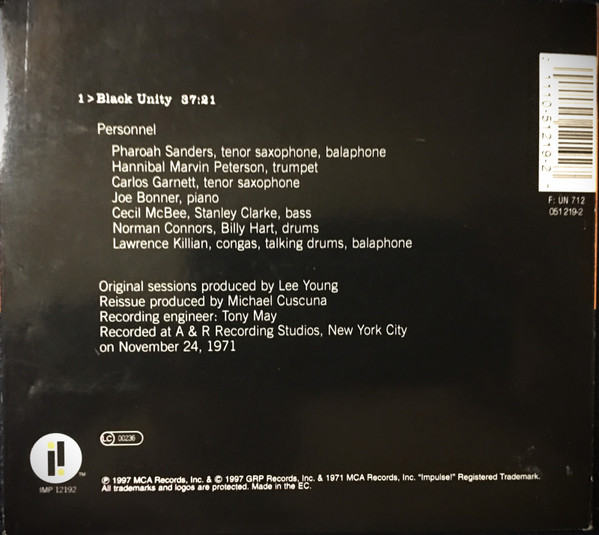 1>Black Unity 37:21
Personnel
Pharoah Sanders, tenor saxophone, balaphone
Hannibal Marvin Peterson, trumpet
Carlos Garnett, tenor saxophone
Joe Bonner, piano
Cecil McBee, Stanley Clarke, bass
Norman Connors, Billy Hart, drums
Lawrence Killian, congas, talking drums, balaphone
Original sessions produced by Lee Young
Reissue produced by Michael Cuscuna
Recording engineer: Tony May
Recorded at A & R Recording Studios, New York City
on November 24, 1971
F: UN 712
051 219-2
LC 00236
i!
TM
IMP 12192
℗ 1997 MCA Records, Inc. & © 1997 GRP Records, Inc. & 1971 MCA Records, Inc. "Impulse!" Registered Trademark.
All trademarks and logos are protected. Made in the EC.